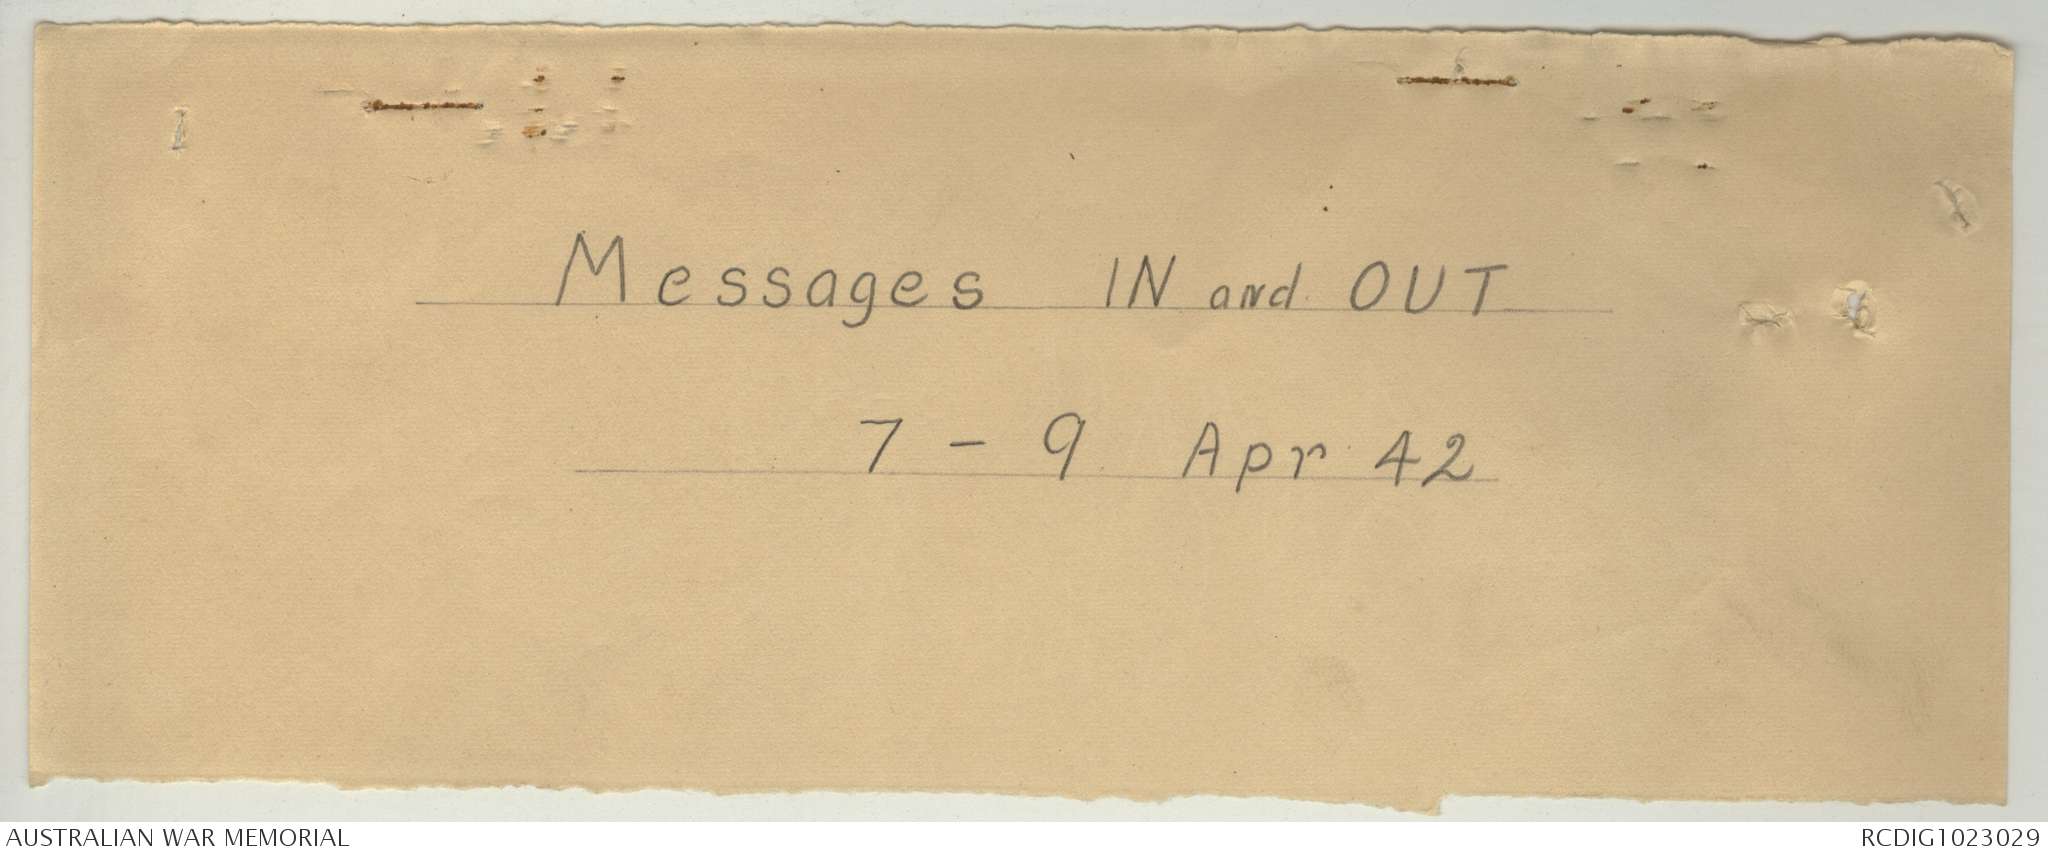 Messages IN and OUT
7 - 9 Apr 42
AUSTRALIAN WAR MEMORIAL
RCDIG1023029